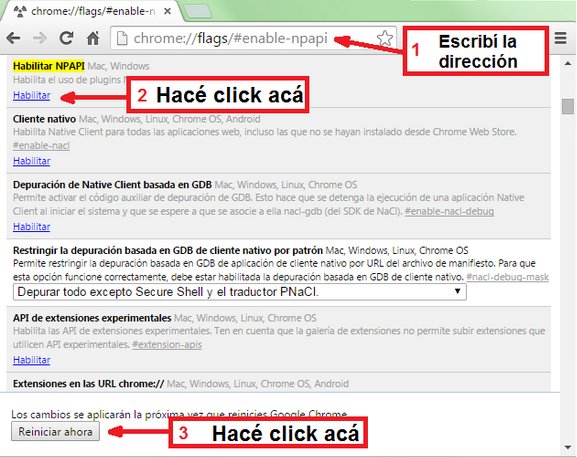 chrome://flags/#enable-n
chrome://flags/#enable-npapi
1 Escribí la
dirección
Habilitar NPAPI Mac, Windows
Habilita el uso de plugins
Habilitar
2 Hacé click acá
Cliente nativo Mac, Windows, Linux, Chrome OS, Android
Habilita Native Client para todas las aplicaciones web, incluso las que no se hayan instalado desde Chrome Web Store.
#enable-nacl
Habilitar
Depuración de Native Client basada en GDB Mac, Windows, Linux, Chrome OS
Permite activar el código auxiliar de depuración de GDB. Esto hace que se detenga la ejecución de una aplicación Native
Client al iniciar el sistema y que se espere a que se asocie a ella nacl-gdb (del SDK de NaCl). #enable-nacl-debug
Habilitar
Restringir la depuración basada en GDB de cliente nativo por patrón Mac, Windows, Linux, Chrome OS
Permite restringir la depuración basada en GDB de aplicación de cliente nativo por URL del archivo de manifiesto. Para que
esta opción funcione correctamente, debe estar habilitada la depuración basada en GDB de cliente nativo. #nacl-debug-mask
Depurar todo excepto Secure Shell y el traductor PNaCl.
API de extensiones experimentales Mac, Windows, Linux, Chrome OS
Habilita las API de extensiones experimentales. Ten en cuenta que la galería de extensiones no permite subir extensiones que
utilicen API experimentales. #extension-apis
Habilitar
Extensiones en las URL chrome:// Mac, Windows, Linux, Chrome OS, Android
Los cambios se aplicarán la próxima vez que reinicies Google Chrome
Reiniciar ahora
3 Hacé click acá